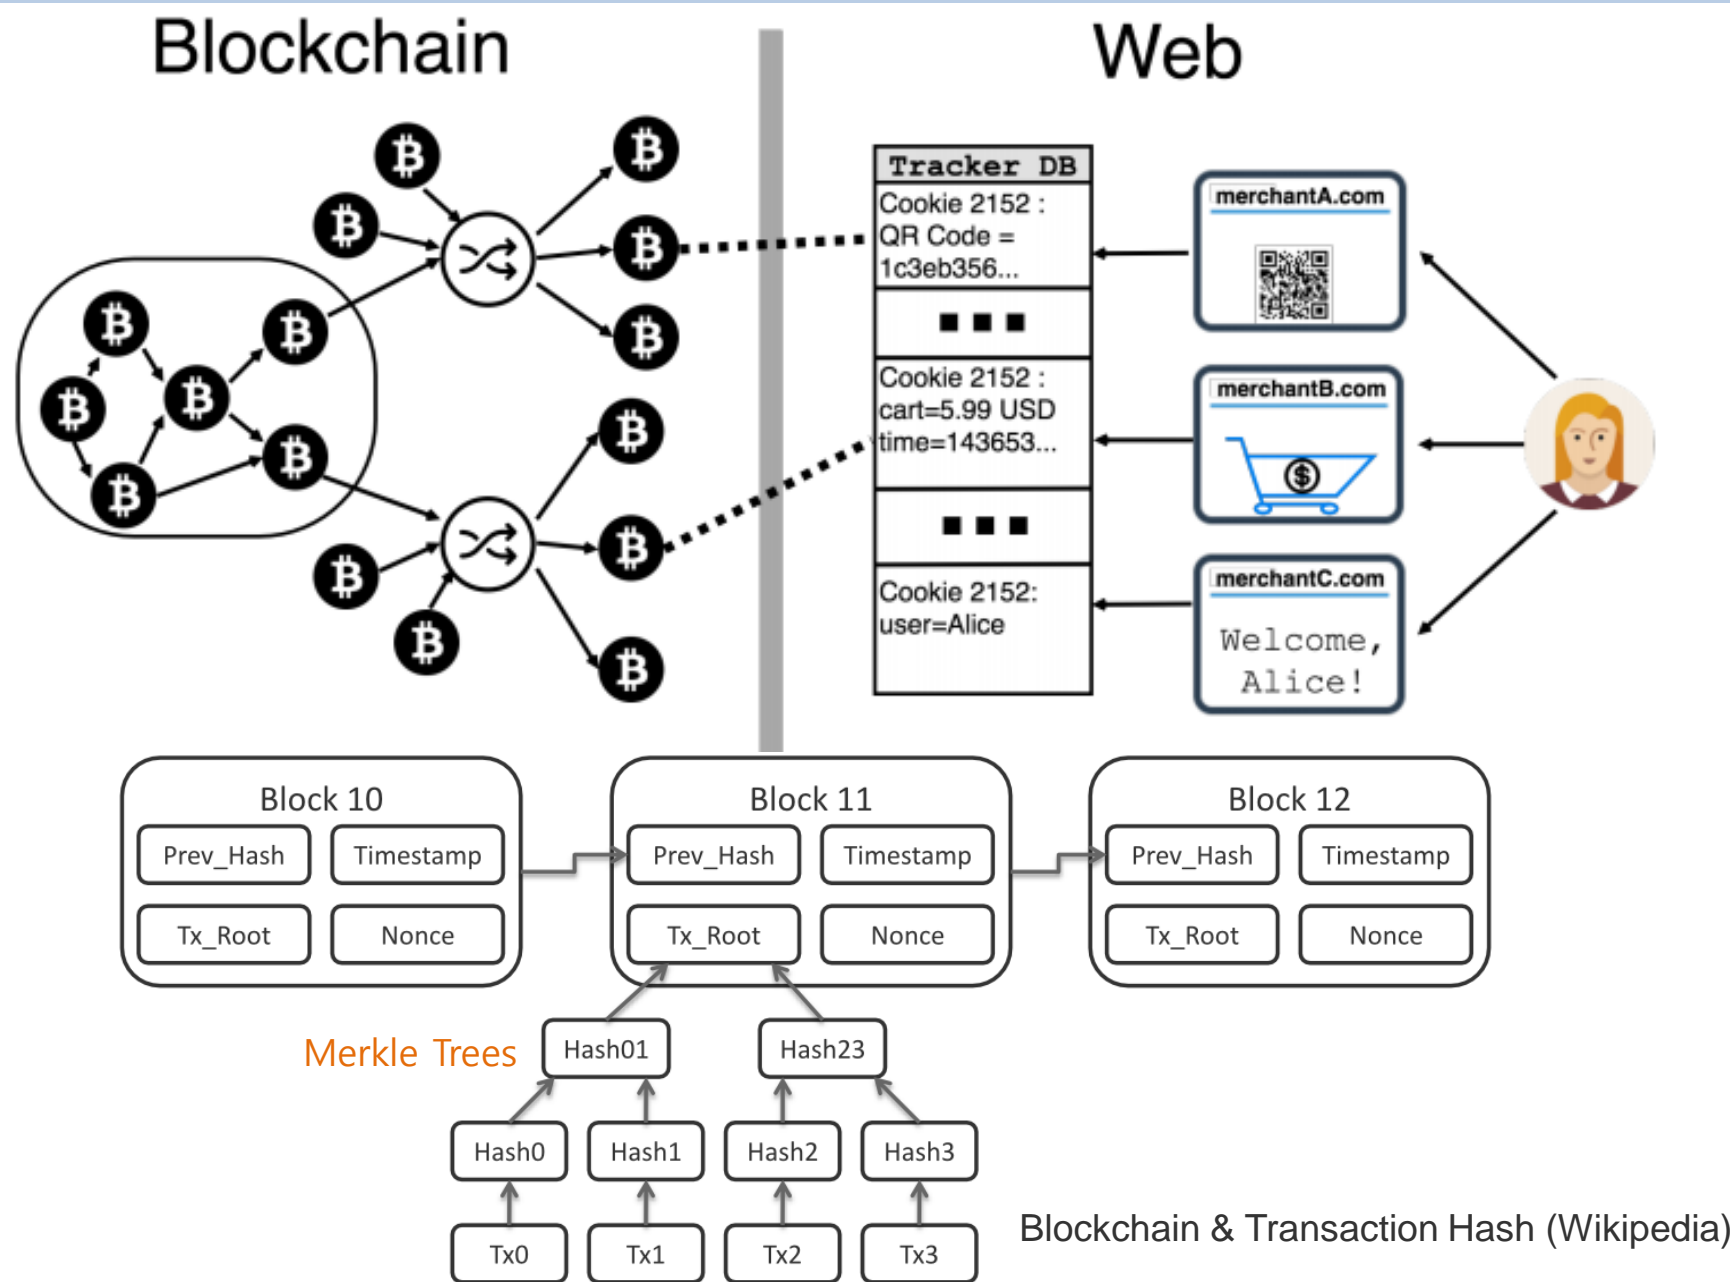 Blockchain
Web
Tracker DB
Cookie 2152 :
QR Code =
1c3eb356...
Cookie 2152 :
cart=5.99 USD
time=143653...
Cookie 2152:
user=Alice
merchantA.com
merchantB.com
$
merchantC.com
Welcome,
Alice!
Block 10
Prev_Hash
Timestamp
Tx_Root
Nonce
Block 11
Prev_Hash
Timestamp
Tx_Root
Nonce
Block 12
Prev_Hash
Timestamp
Tx_Root
Nonce
Merkle Trees
Hash01
Hash23
Hash0
Hash1
Hash2
Hash3
Tx0
Tx1
Tx2
Tx3
Blockchain & Transaction Hash (Wikipedia)